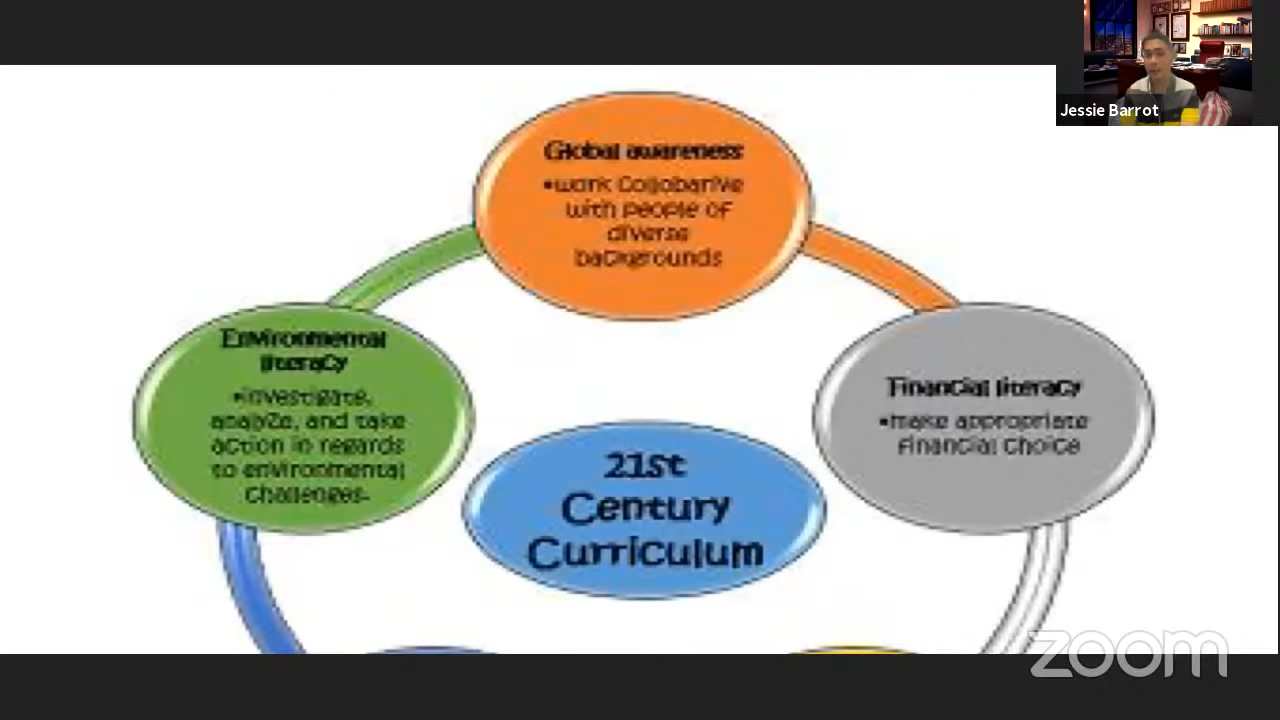 Jessie Barrot
Global awareness
•work Collobarive
with people of
diverse
backgrounds
Environmental
literacy
•investigate,
analyze, and take
action in regards
to environmental
Challenges.
Financial literacy
•make appropriate
Financial Choice
21st
Century
Curriculum
zoom